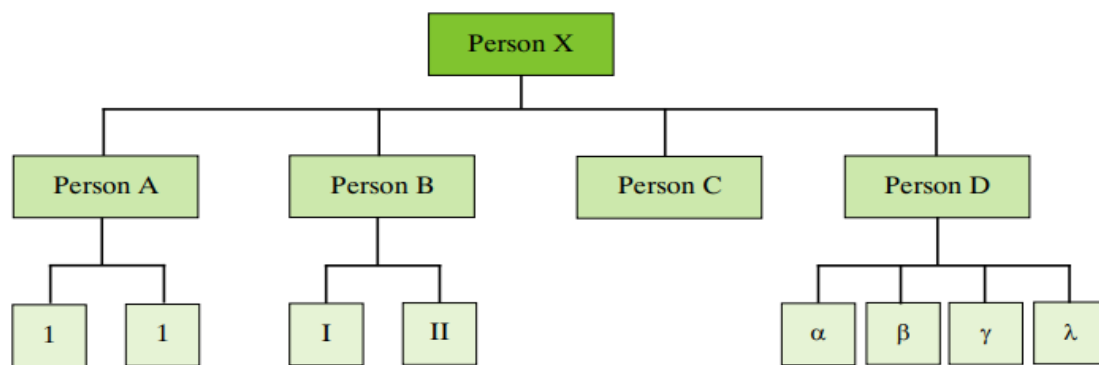 Person X
Person A Person B Person C Person D
1 1 I II α β γ λ